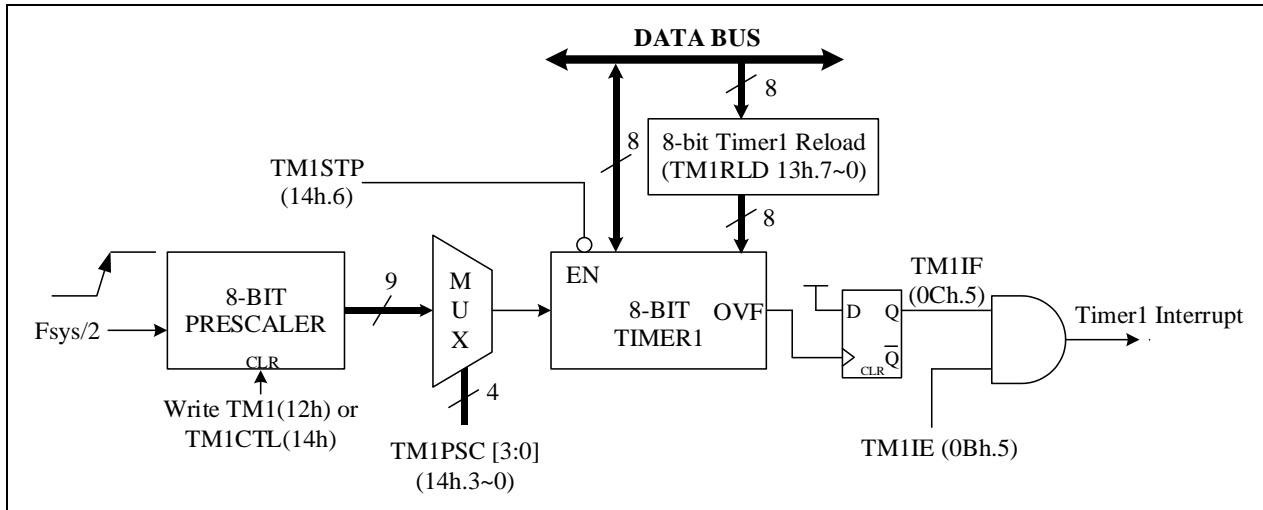 DATA BUS
8
8
8-bit Timer1 Reload
(TM1RLD 13h.7~0)
TM1STP
(14h.6)
8
EN
8-BIT
TIMER1
OVF
M
U
X
9
8-BIT
PRESCALER
CLR
Fsys/2
Write TM1(12h) or
TM1CTL(14h)
4
TM1PSC [3:0]
(14h.3~0)
TM1IF
(0Ch.5)
D
Q
Q
CLR
Timer1 Interrupt
TM1IE (0Bh.5)